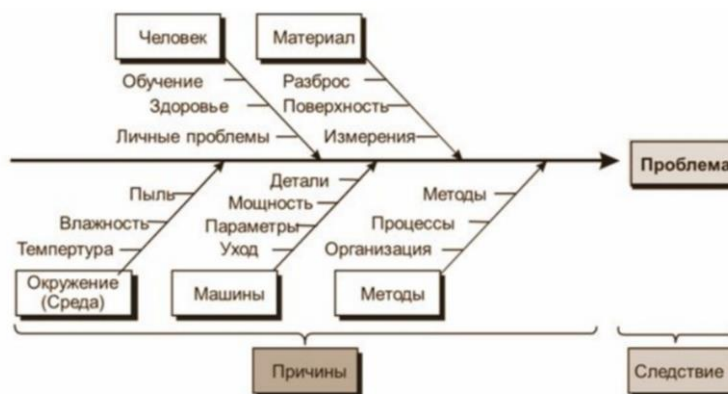 Человек
Материал
Обучение
Здоровье
Личные проблемы
Разброс
Поверхность
Измерения
Проблема
Пыль
Влажность
Темпертура
Детали
Мощность
Параметры
Уход
Методы
Процессы
Организация
Окружение
(Среда)
Машины
Методы
Причины
Следствие